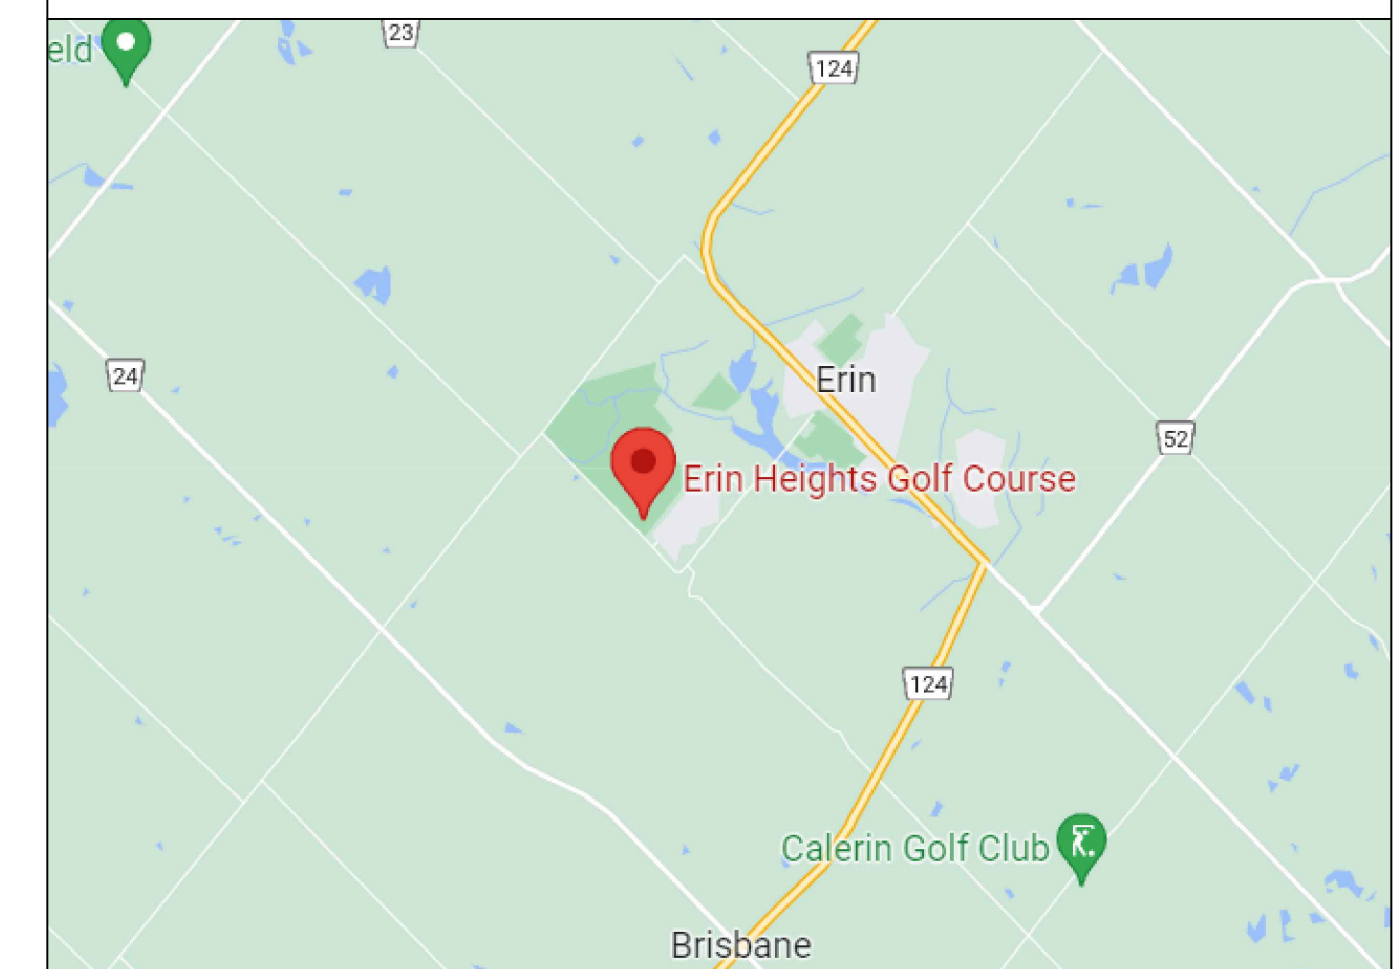 eld
23
124
24
Erin
52
Erin Heights Golf Course
124
Calerin Golf Club
Brisbane